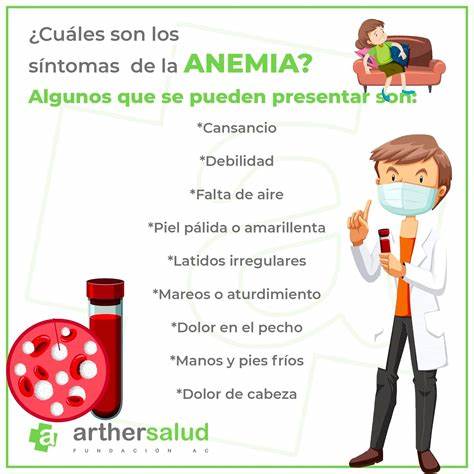 ¿Cuáles son los
síntomas de la ANEMIA?
Algunos que se pueden presentar son:
*Cansancio
*Debilidad
*Falta de aire
*Piel pálida o amarillenta
*Latidos irregulares
*Mareos o aturdimiento
*Dolor en el pecho
*Manos y pies fríos
*Dolor de cabeza
a arthersalud
FUNDACIÓN AC